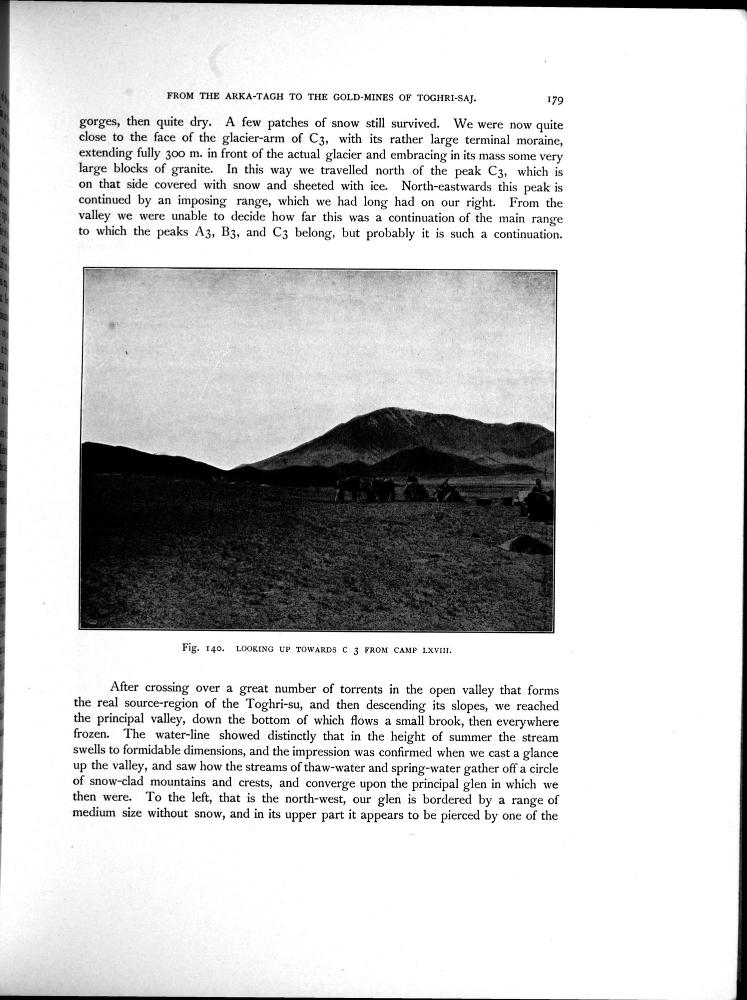 FROM THE ARKA-TAGH TO THE GOLD-MINES OF TOGHRI-SAJ. 179
gorges, then quite dry. A few patches of snow still survived. We were now quite
close to the face of the glacier-arm of C3, with its rather large terminal moraine,
extending fully 300 m. in front of the actual glacier and embracing in its mass some very
large blocks of granite. In this way we travelled north of the peak C3, which is
on that side covered with snow and sheeted with ice. North-eastwards this peak is
continued by an imposing range, which we had long had on our right. From the
valley we were unable to decide how far this was a continuation of the main range
to which the peaks A3, B3, and C3 belong, but probably it is such a continuation.
Fig. 140. LOOKING UP TOWARDS C 3 FROM CAMP LXVIII.
After crossing over a great number of torrents in the open valley that forms
the real source-region of the Toghri-su, and then descending its slopes, we reached
the principal valley, down the bottom of which flows a small brook, then everywhere
frozen. The water-line showed distinctly that in the height of summer the stream
swells to formidable dimensions, and the impression was confirmed when we cast a glance
up the valley, and saw how the streams of thaw-water and spring-water gather off a circle
of snow-clad mountains and crests, and converge upon the principal glen in which we
then were. To the left, that is the north-west, our glen is bordered by a range of
medium size without snow, and in its upper part it appears to be pierced by one of the